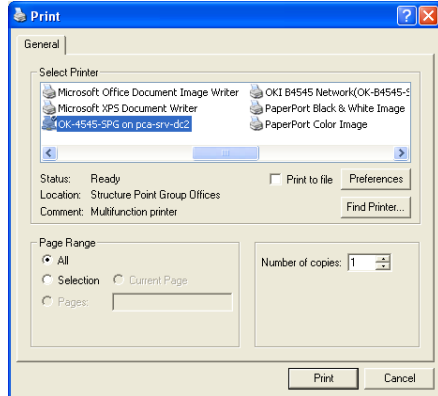 Print
General
Select Printer
Microsoft Office Document Image Writer
OKI B4545 Network(OK-B4545-S
Microsoft XPS Document Writer
PaperPort Black & White Image
OK-4545-SPG on pca-srv-dc2
PaperPort Color Image
Status: Ready
Print to file
Preferences
Location: Structure Point Group Offices
Comment: Multifunction printer
Find Printer...
Page Range
All
Selection
Current Page
Pages:
Number of copies: 1
Print
Cancel